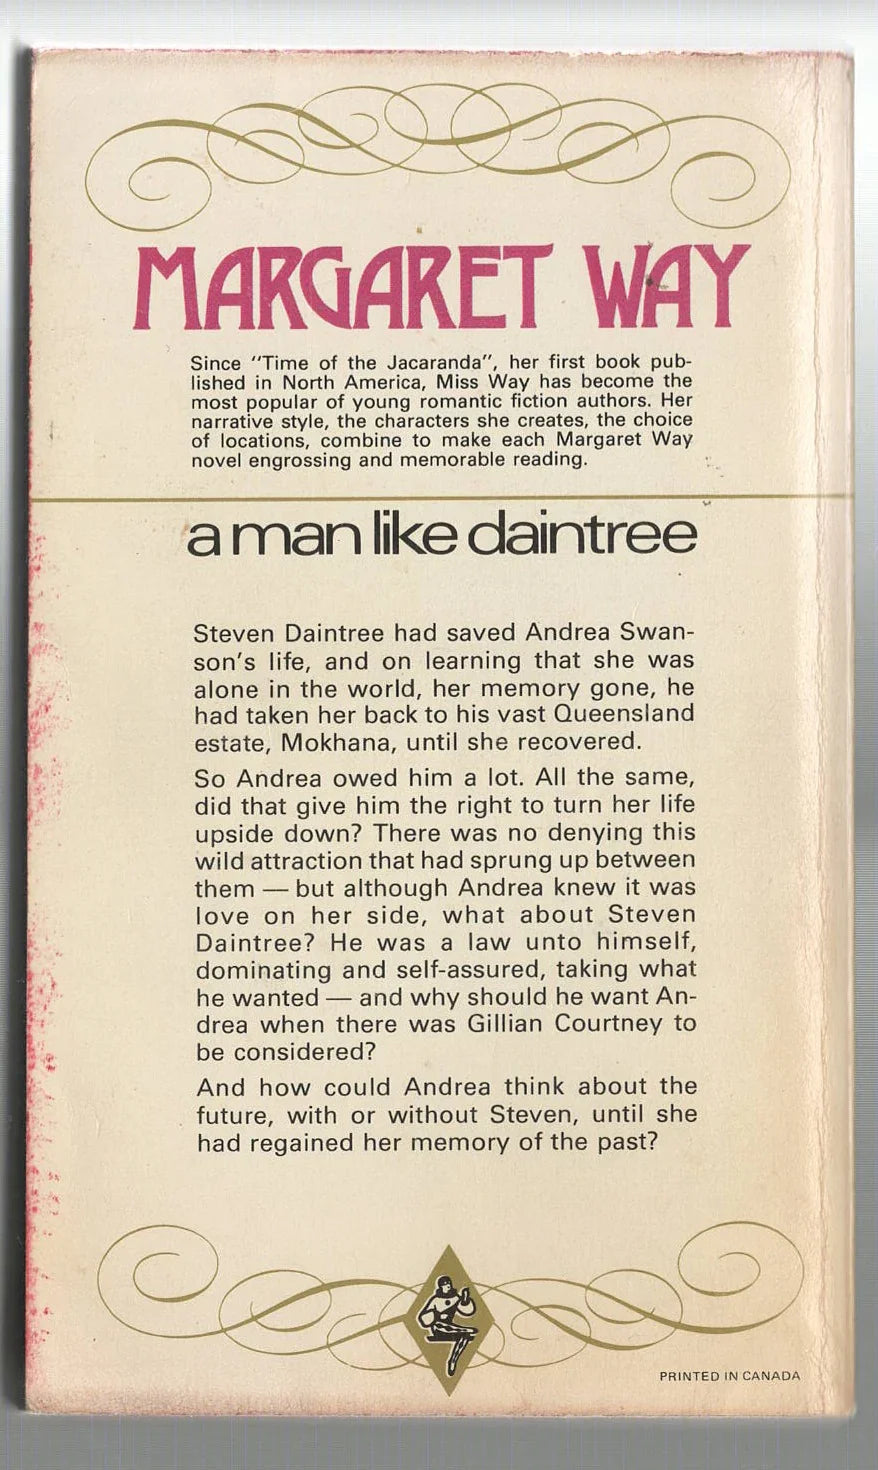 MARGARET WAY
Since "Time of the Jacaranda", her first book pub-
lished in North America, Miss Way has become the
most popular of young romantic fiction authors. Her
narrative style, the characters she creates, the choice
of locations, combine to make each Margaret Way
novel engrossing and memorable reading.
a man like daintree
Steven Daintree had saved Andrea Swan-
son's life, and on learning that she was
alone in the world, her memory gone, he
had taken her back to his vast Queensland
estate, Mokhana, until she recovered.
So Andrea owed him a lot. All the same,
did that give him the right to turn her life
upside down? There was no denying this
wild attraction that had sprung up between
them — but although Andrea knew it was
love on her side, what about Steven
Daintree? He was a law unto himself,
dominating and self-assured, taking what
he wanted — and why should he want An-
drea when there was Gillian Courtney to
be considered?
And how could Andrea think about the
future, with or without Steven, until she
had regained her memory of the past?
PRINTED IN CANADA